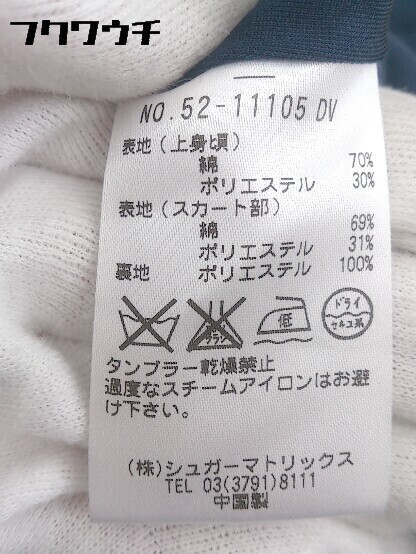 フクワウチ
NO.52-11105 DV
表地(上身頃)
綿 70%
ポリエステル 30%
表地(スカート部)
綿 69%
ポリエステル 31%
裏地 ポリエステル 100%
低
ドライ
セキユ系
タンブラー乾燥禁止
過度なスチームアイロンはお避
け下さい。
(株)シュガーマトリックス
TEL 03(3791)8111
中国製